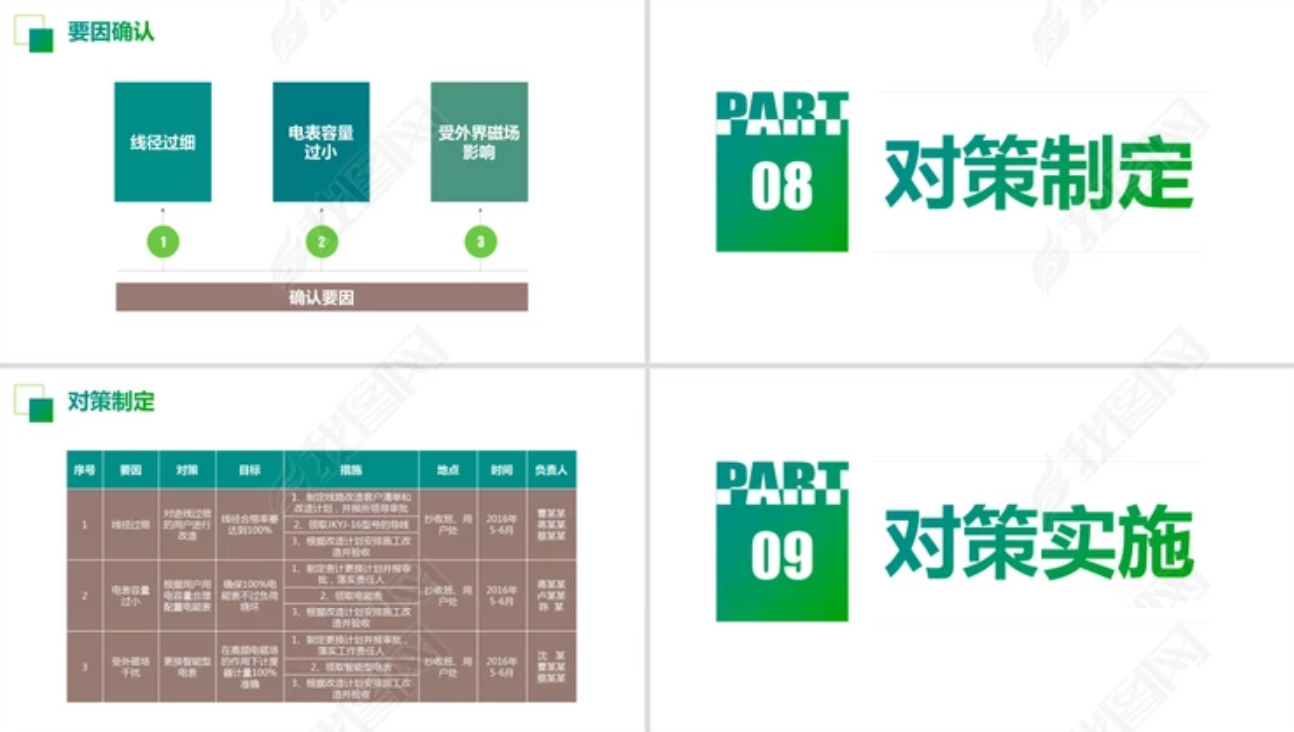 要因确认
线径过细
电表容量
过小
受外界磁场
影响
1
2
3
确认要因
PART
08
对策制定
对策制定
序号 要因 对策 目标 措施 地点 时间 负责人
1
线径过细
对进线过细
的用户进行
改造
线径合格率要
达到100%
1、制定线路改造客户清单和
改造计划，并报所领导审批
2、领取JKYJ-16型号的导线
3、根据改造计划安排施工改
造并验收
抄收班、用
户处
2016年
5-6月
曹某某
蒋某某
蔡某某
2
电表容量
过小
根据用户用
电容量合理
配置电能表
确保100%电
能表不过负荷
烧坏
1、制定表计更换计划并报审
批，落实责任人
2、领取电能表
3、根据改造计划安排施工改
造并验收
抄收班、用
户处
2016年
5-6月
蒋某某
卢某某
陈 某
3
受外磁场
干扰
更换智能型
电表
在高频电磁场
的作用下计度
器计量100%
准确
1、制定更换计划并报审批，
落实工作责任人
2、领取智能型电表
3、根据改造计划安排施工改
造并验收
抄收班、用
户处
2016年
5-6月
沈 某
曹某某
蔡某某
PART
09
对策实施
找图网